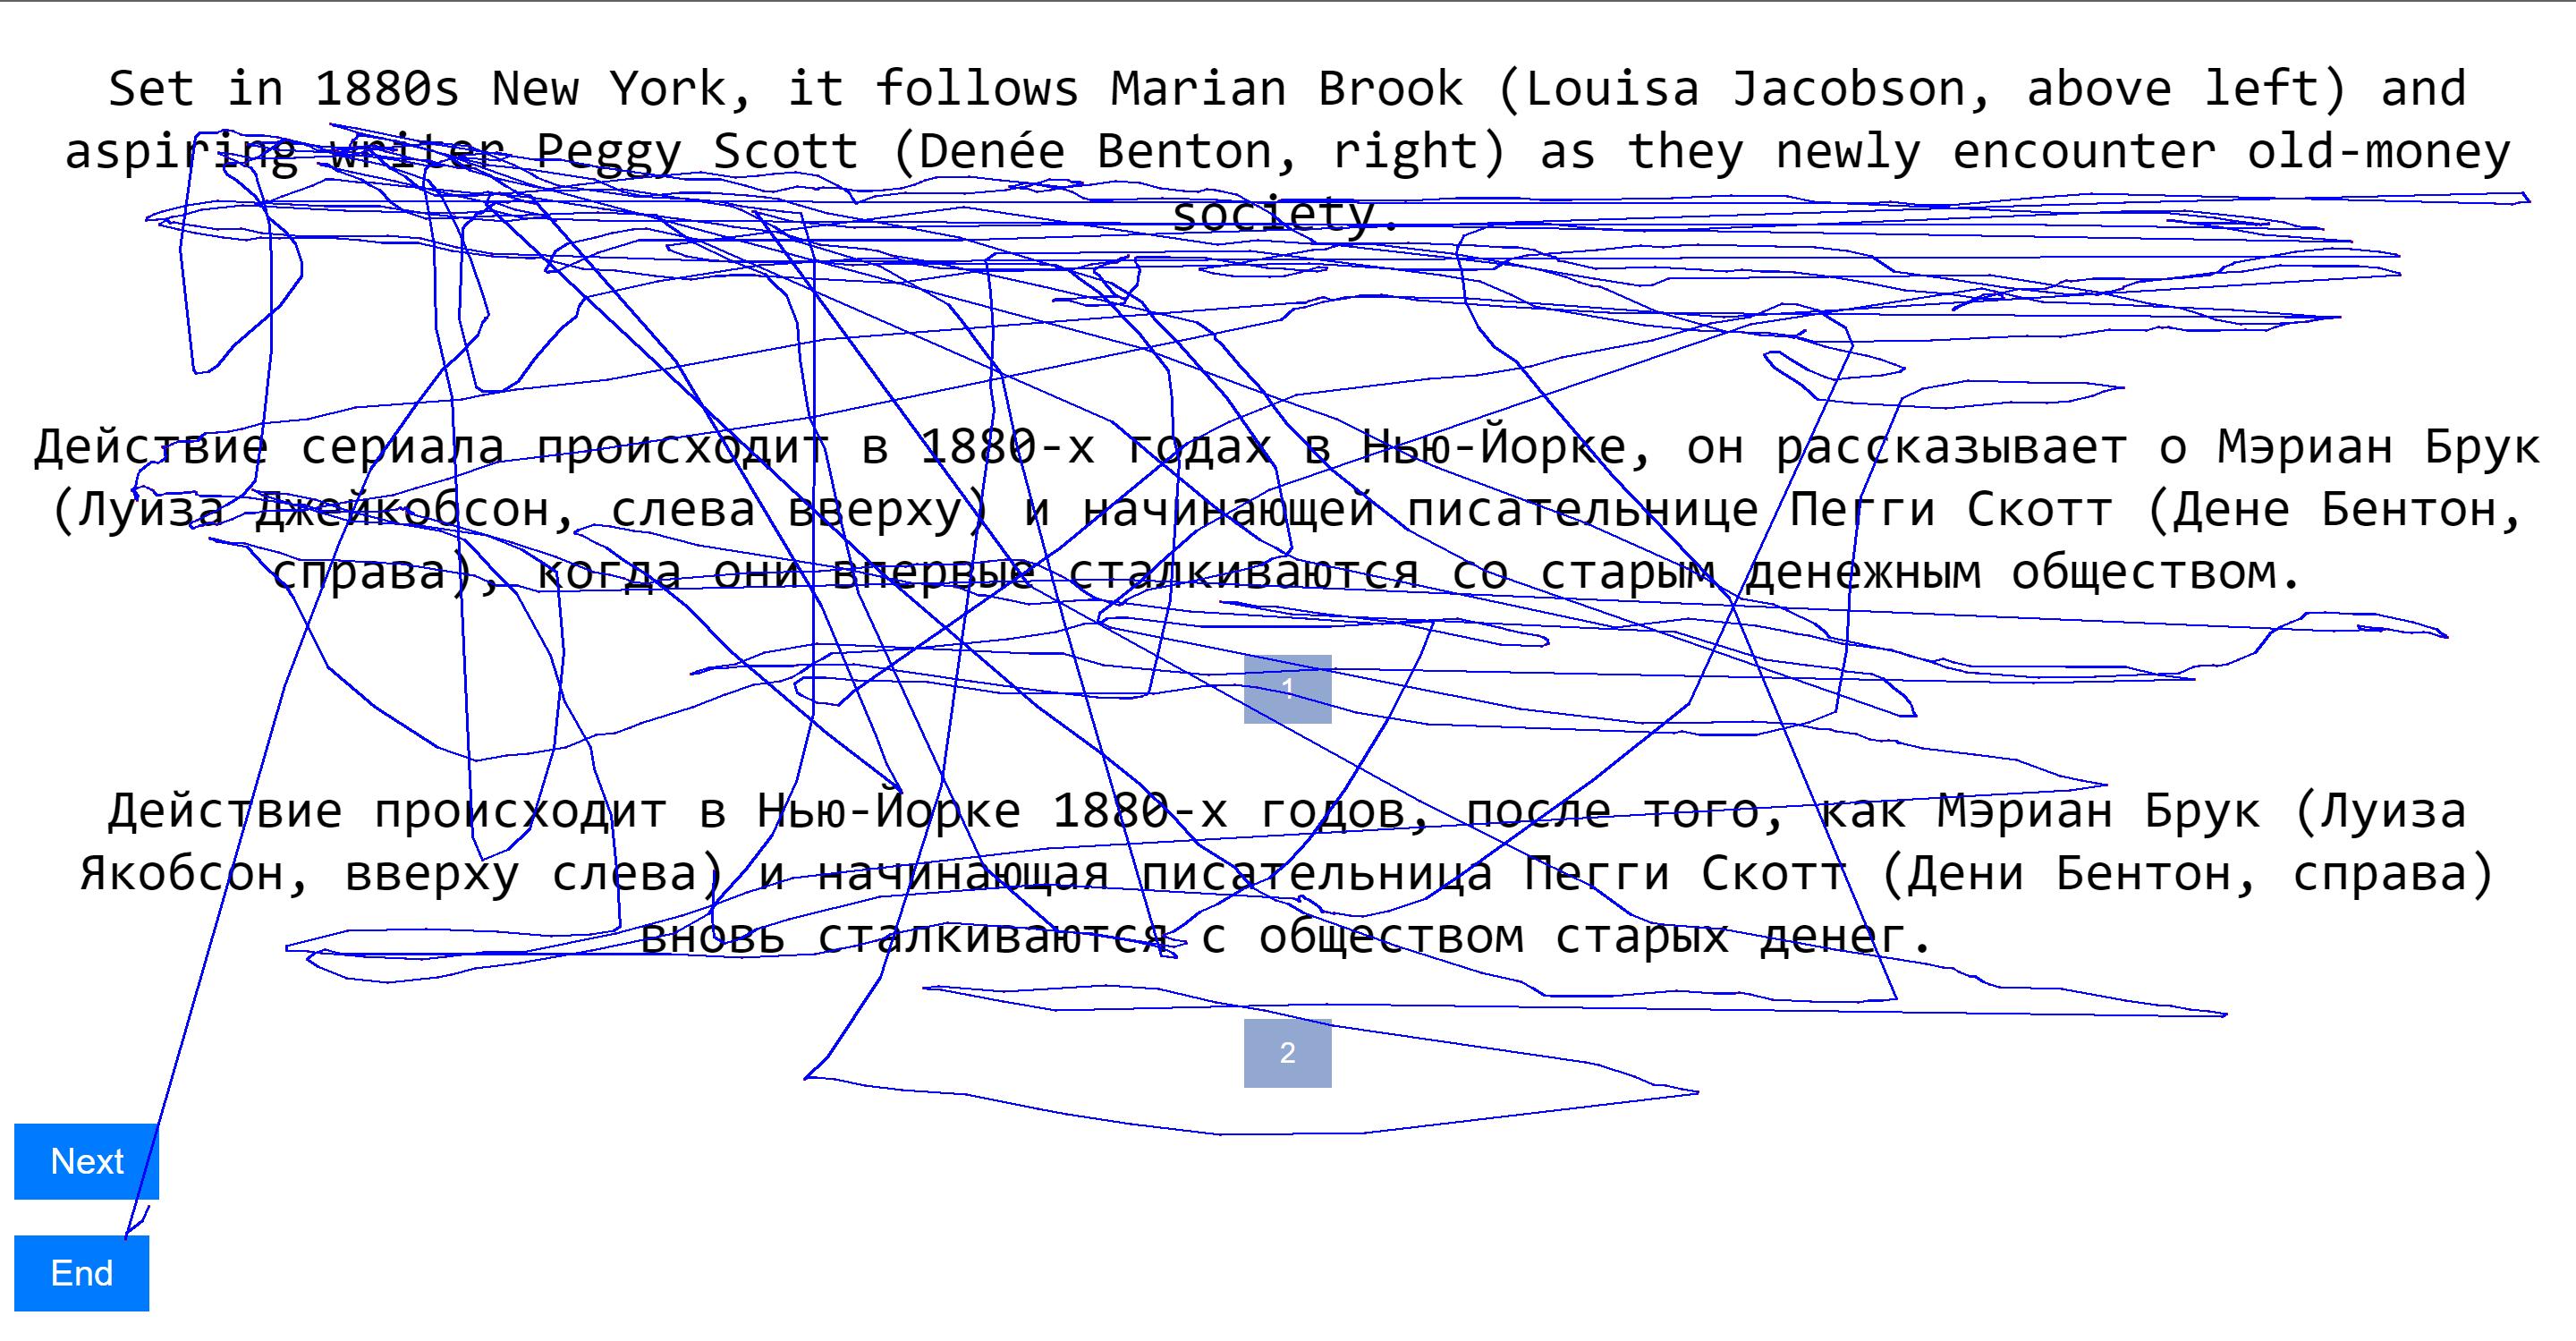 Set in 1880s New York, it follows Marian Brook (Louisa Jacobson, above left) and
aspiring writer Peggy Scott (Denée Benton, right) as they newly encounter old-money
society.
Действие сериала происходит в 1880-х годах в Нью-Йорке, он рассказывает о Мэриан Брук
(Луиза Джейкобсон, слева вверху) и начинающей писательнице Пегги Скотт (Дене Бентон,
справа), когда они впервые сталкиваются со старым денежным обществом.
1
Действие происходит в Нью-Йорке 1880-х годов, после того, как Мэриан Брук (Луиза
Якобсон, вверху слева) и начинающая писательница Пегги Скотт (Дени Бентон, справа)
вновь сталкиваются с обществом старых денег.
2
Next
End